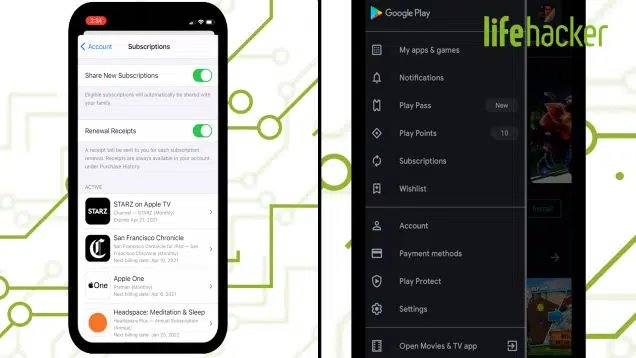 2:34
Account
Subscriptions
Share New Subscriptions
Eligible subscriptions will automatically be shared with
your family.
Renewal Receipts
A receipt will be sent to you for each subscription
renewal. Receipts are always available in your account
under Purchase History.
ACTIVE
STARZ
STARZ on Apple TV
Channel — STARZ (Monthly)
Expires Apr 21, 2021
San Francisco Chronicle
San Francisco Chronicle for iPad — San
Francisco Chronicle (Monthly)
Next billing date: Apr 10, 2021
One
Apple One
Premier (Monthly)
Next billing date: Apr 6, 2021
Headspace: Meditation & Sleep
Headspace Plus — Annual Subscription
(Annual)
Next billing date: Jan 20, 2022
Google Play
My apps & games
Notifications
Play Pass
New
Play Points
10
Subscriptions
Wishlist
Account
Payment methods
Play Protect
Settings
Open Movies & TV app
lifehacker
Install